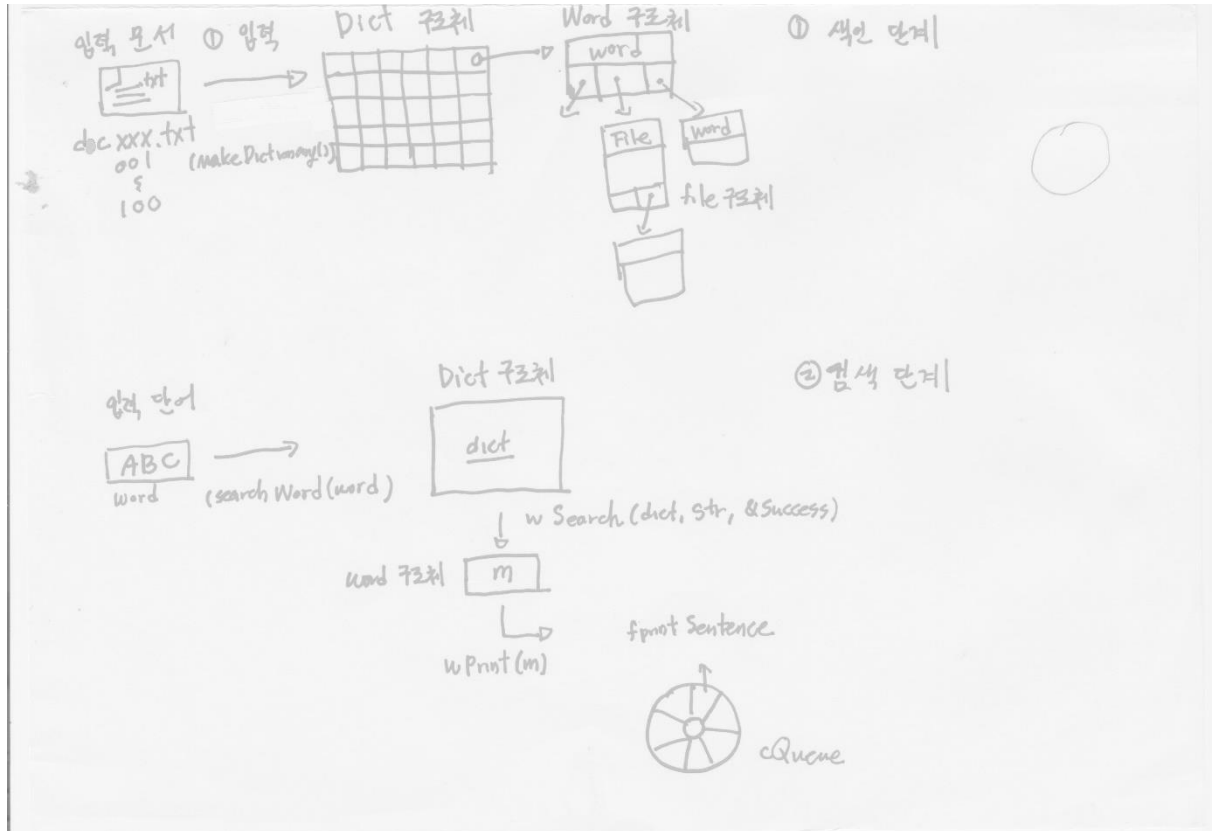 입력 문서
① 입력
Dict 구조체
Word 구조체
① 색인 단계
txt
word
doc xxx.txt
001
100
(makeDictionary())
File
word
file 구조체
Dict 구조체
② 검색 단계
입력 단어
ABC
word
(search Word(word)
dict
w Search (dict, Str, &Success)
word 구조체
m
w Print (m)
fprint Sentence
cQueue